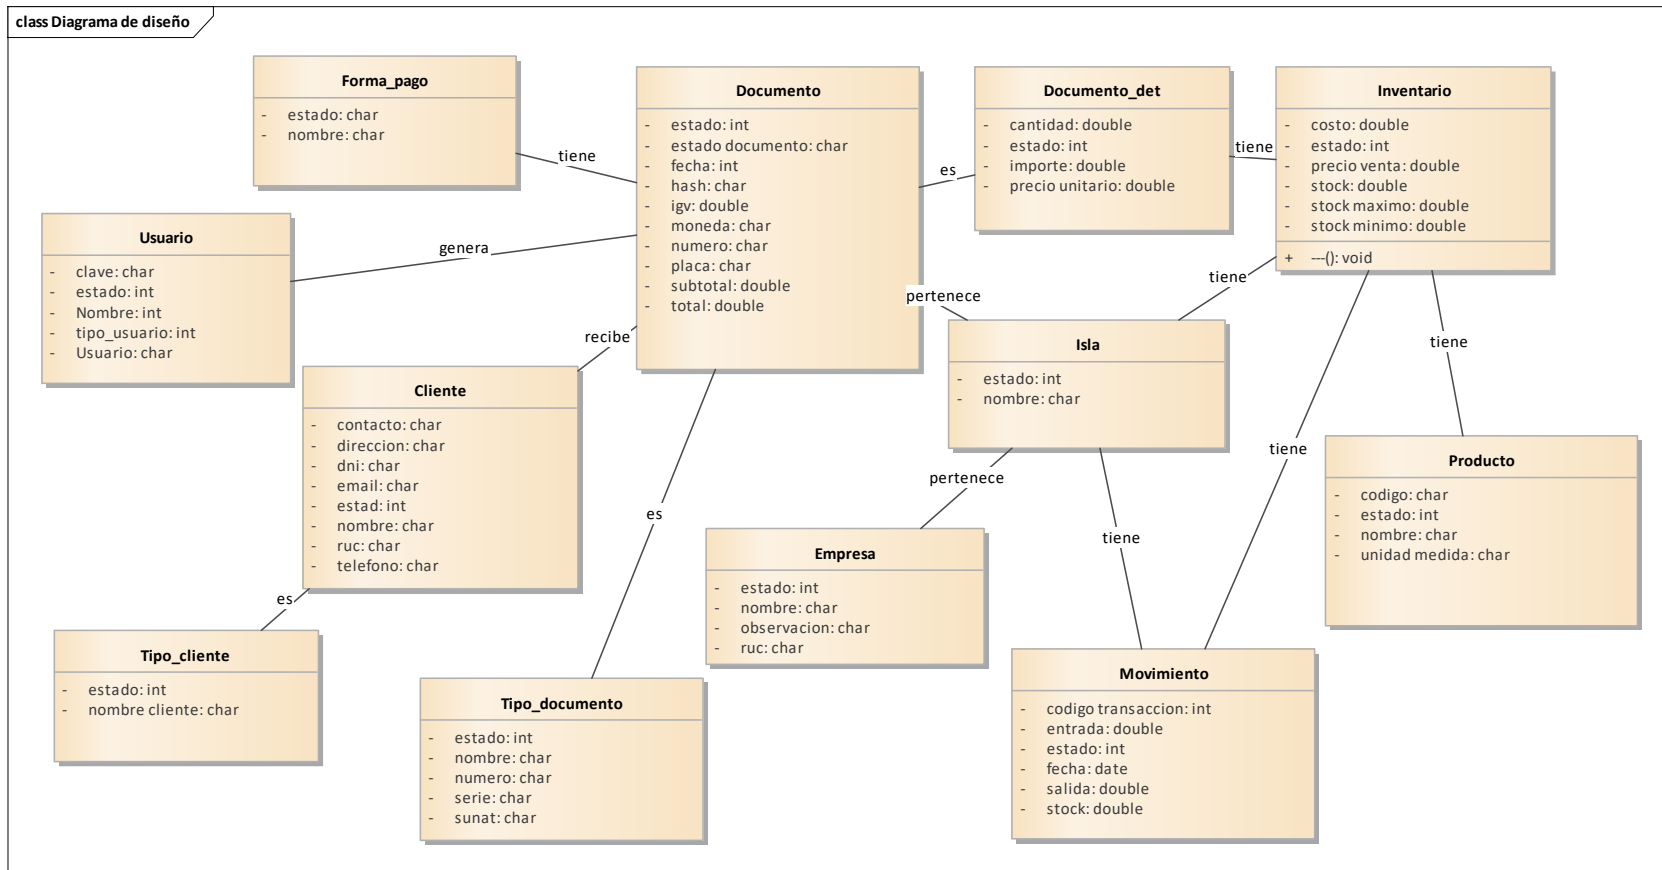 class Diagrama de diseño
Forma_pago
- estado: char
- nombre: char
Documento
- estado: int
- estado documento: char
- fecha: int
- hash: char
- igv: double
- moneda: char
- numero: char
- placa: char
- subtotal: double
- total: double
Documento_det
- cantidad: double
- estado: int
- importe: double
- precio unitario: double
Inventario
- costo: double
- estado: int
- precio venta: double
- stock: double
- stock maximo: double
- stock minimo: double
+ ---(): void
tiene
es
tiene
Usuario
- clave: char
- estado: int
- Nombre: int
- tipo_usuario: int
- Usuario: char
genera
recibe
pertenece
tiene
Isla
- estado: int
- nombre: char
tiene
Cliente
- contacto: char
- direccion: char
- dni: char
- email: char
- estad: int
- nombre: char
- ruc: char
- telefono: char
es
pertenece
tiene
tiene
Producto
- codigo: char
- estado: int
- nombre: char
- unidad medida: char
es
Empresa
- estado: int
- nombre: char
- observacion: char
- ruc: char
Tipo_cliente
- estado: int
- nombre cliente: char
Tipo_documento
- estado: int
- nombre: char
- numero: char
- serie: char
- sunat: char
Movimiento
- codigo transaccion: int
- entrada: double
- estado: int
- fecha: date
- salida: double
- stock: double